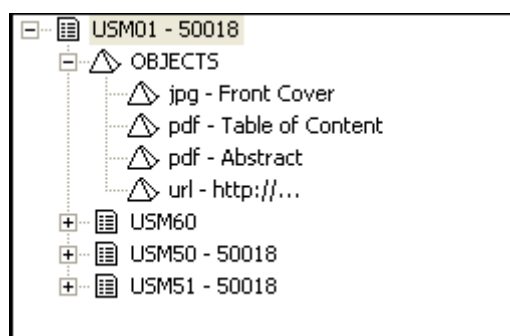 USM01 - 50018
OBJECTS
jpg - Front Cover
pdf - Table of Content
pdf - Abstract
url - http://...
USM60
USM50 - 50018
USM51 - 50018